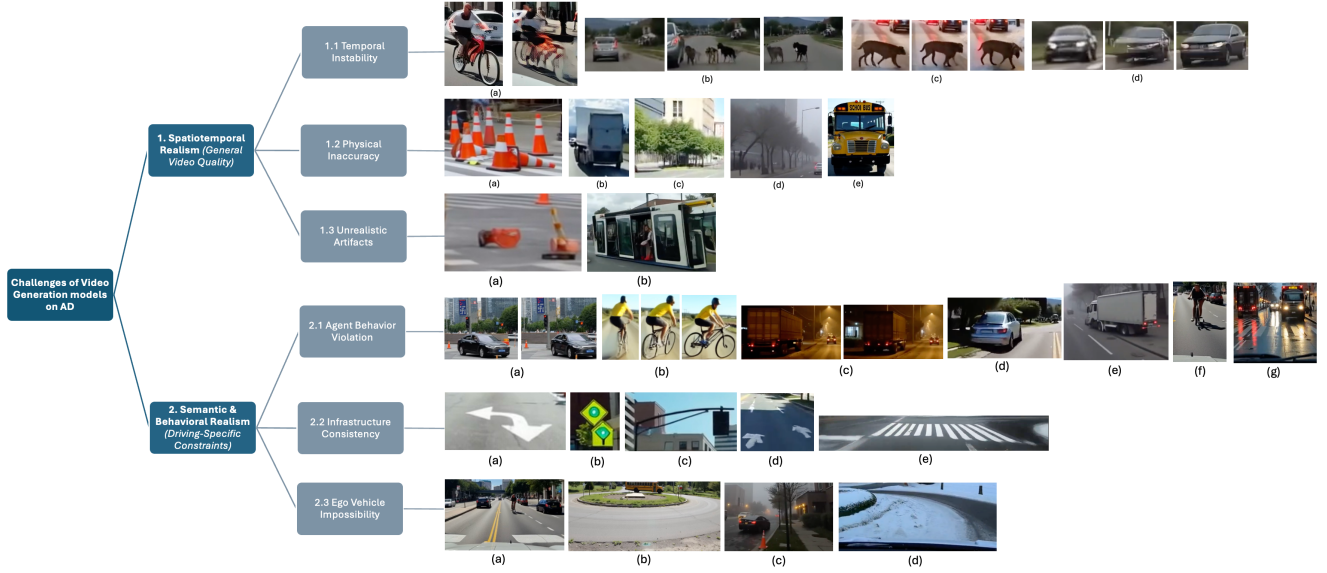 1.1 Temporal
Instability
(a)
(b)
(c)
(d)
1. Spatiotemporal
Realism (General
Video Quality)
1.2 Physical
Inaccuracy
SCHOL BUS
(a)
(b)
(c)
(d)
(e)
1.3 Unrealistic
Artifacts
(a)
(b)
Challenges of Video
Generation models
on AD
2.1 Agent Behavior
Violation
(a)
(b)
(c)
(d)
(e)
(f)
(g)
2. Semantic &
Behavioral Realism
(Driving-Specific
Constraints)
2.2 Infrastructure
Consistency
(a)
(b)
(c)
(d)
(e)
2.3 Ego Vehicle
Impossibility
(a)
(b)
(c)
(d)